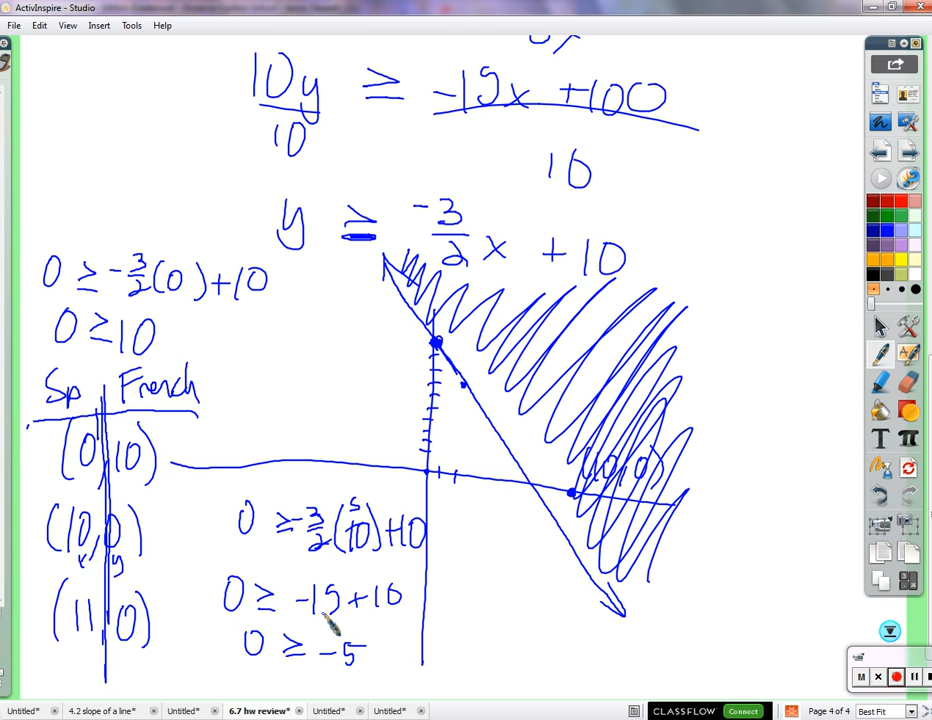 ActivInspire - Studio
File Edit View Insert Tools Help
10y ≥ -15x +100
10 10
y ≥ -3/2 x + 10
0 ≥ -3/2(0)+10
0 ≥ 10
Sp French
(0 10)
(10,0)
x y
(11 0)
(10,0)
0 ≥ -3/2(10)+10
5
0 ≥ -15+10
0 ≥ -5
M
Untitled* 4.2 slope of a line* Untitled* 6.7 hw review* Untitled* Untitled* CLASSFLOW Connect Page 4 of 4 Best Fit